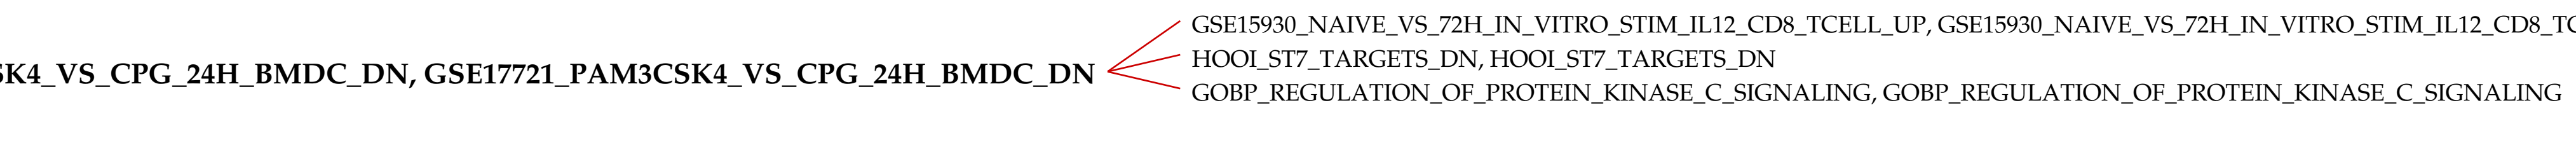 GSE15930_NAIVE_VS_72H_IN_VITRO_STIM_IL12_CD8_TCELL_UP, GSE15930_NAIVE_VS_72H_IN_VITRO_STIM_IL12_CD8_TC
HOOI_ST7_TARGETS_DN, HOOI_ST7_TARGETS_DN
SK4_VS_CPG_24H_BMDC_DN, GSE17721_PAM3CSK4_VS_CPG_24H_BMDC_DN
GOBP_REGULATION_OF_PROTEIN_KINASE_C_SIGNALING, GOBP_REGULATION_OF_PROTEIN_KINASE_C_SIGNALING